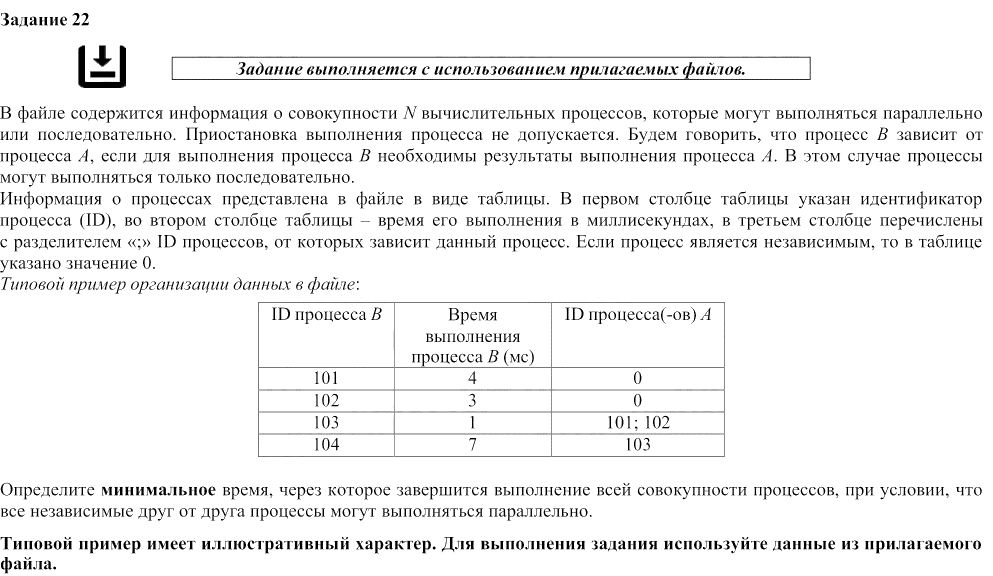 Задание 22
Задание выполняется с использованием прилагаемых файлов.
В файле содержится информация о совокупности N вычислительных процессов, которые могут выполняться параллельно
или последовательно. Приостановка выполнения процесса не допускается. Будем говорить, что процесс B зависит от
процесса A, если для выполнения процесса B необходимы результаты выполнения процесса A. В этом случае процессы
могут выполняться только последовательно.
Информация о процессах представлена в файле в виде таблицы. В первом столбце таблицы указан идентификатор
процесса (ID), во втором столбце таблицы – время его выполнения в миллисекундах, в третьем столбце перечислены
с разделителем «;» ID процессов, от которых зависит данный процесс. Если процесс является независимым, то в таблице
указано значение 0.
Типовой пример организации данных в файле:
ID процесса B Время ID процесса(-ов) A
выполнения
процесса B (мс)
101 4 0
102 3 0
103 1 101; 102
104 7 103
Определите минимальное время, через которое завершится выполнение всей совокупности процессов, при условии, что
все независимые друг от друга процессы могут выполняться параллельно.
Типовой пример имеет иллюстративный характер. Для выполнения задания используйте данные из прилагаемого
файла.